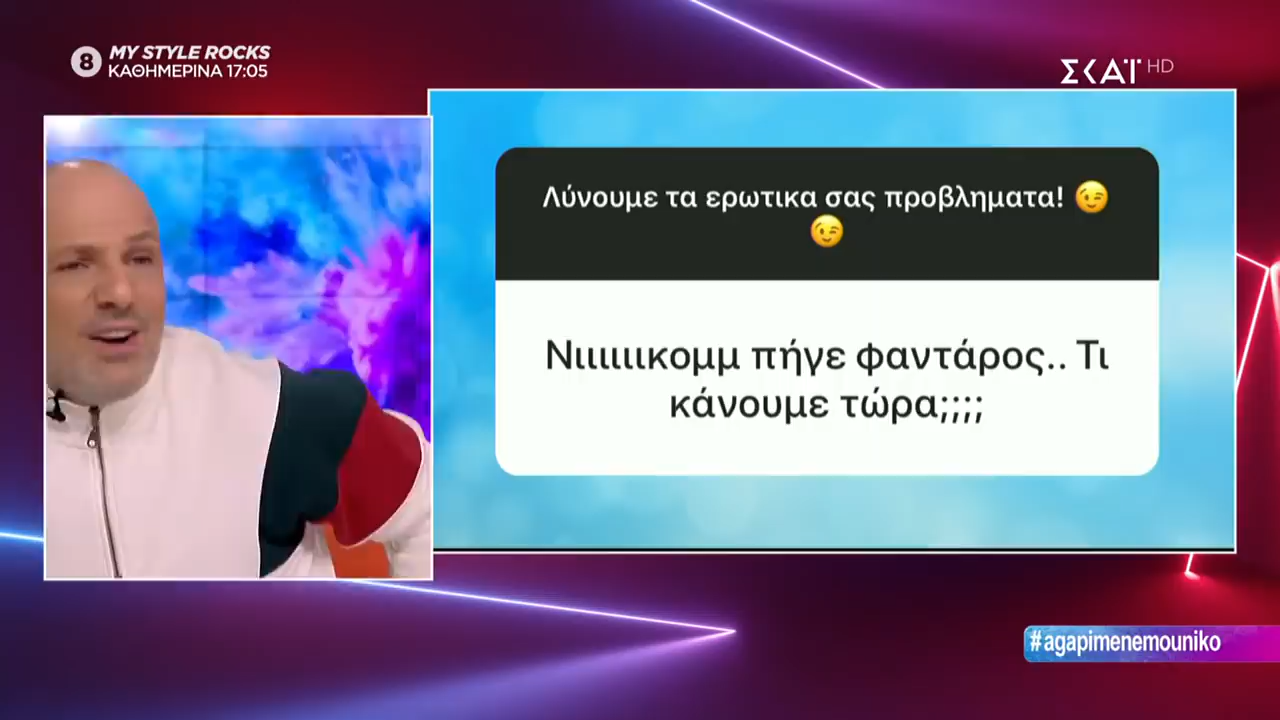 8
MY STYLE ROCKS
ΚΑΘΗΜΕΡΙΝΑ 17:05
ΣΚΑΪ HD
Λύνουμε τα ερωτικα σας προβληματα! 😉
😉
Νιιιιιικομμ πήγε φαντάρος.. Τι
κάνουμε τώρα;;;;
#agapimenemouniko